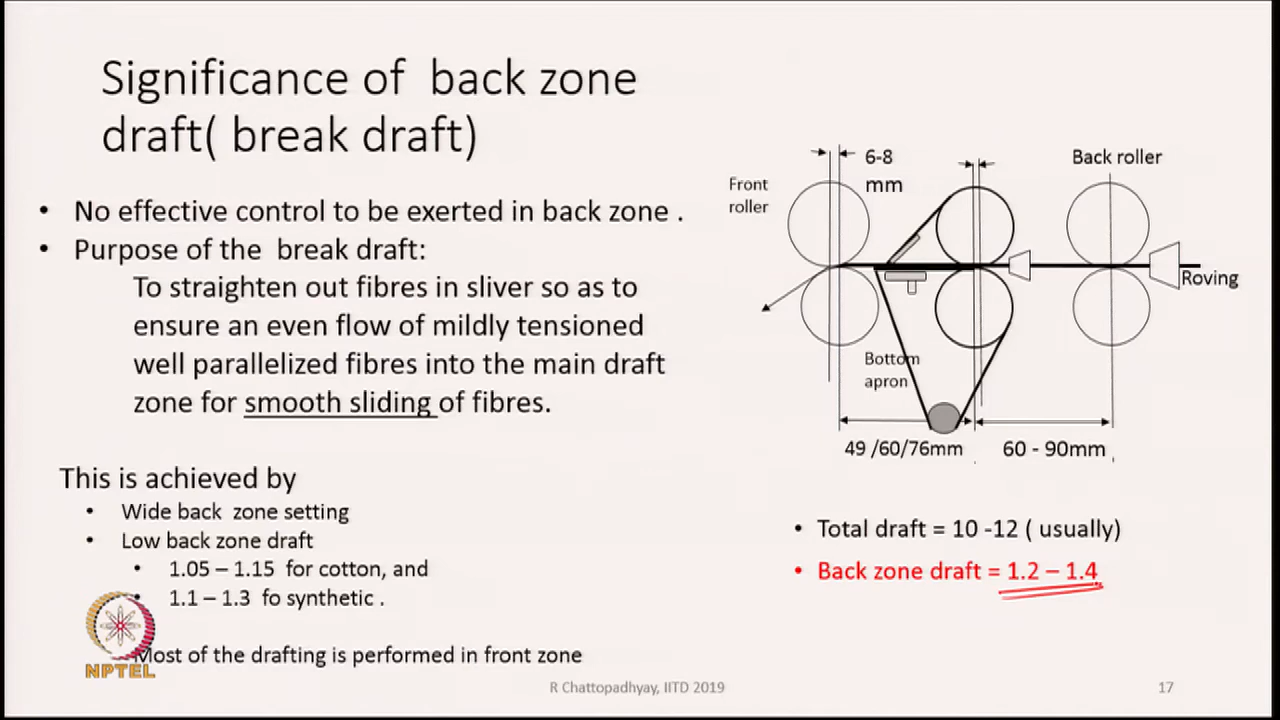 Significance of back zone
draft( break draft)
• No effective control to be exerted in back zone .
• Purpose of the break draft:
To straighten out fibres in sliver so as to
ensure an even flow of mildly tensioned
well parallelized fibres into the main draft
zone for smooth sliding of fibres.
This is achieved by
• Wide back zone setting
• Low back zone draft
• 1.05 – 1.15 for cotton, and
• 1.1 – 1.3 fo synthetic .
Most of the drafting is performed in front zone
6-8
mm
Front
roller
Back roller
Roving
Bottom
apron
49 /60/76mm
60 - 90mm
• Total draft = 10 -12 ( usually)
• Back zone draft = 1.2 – 1.4
NPTEL
R Chattopadhyay, IITD 2019
17